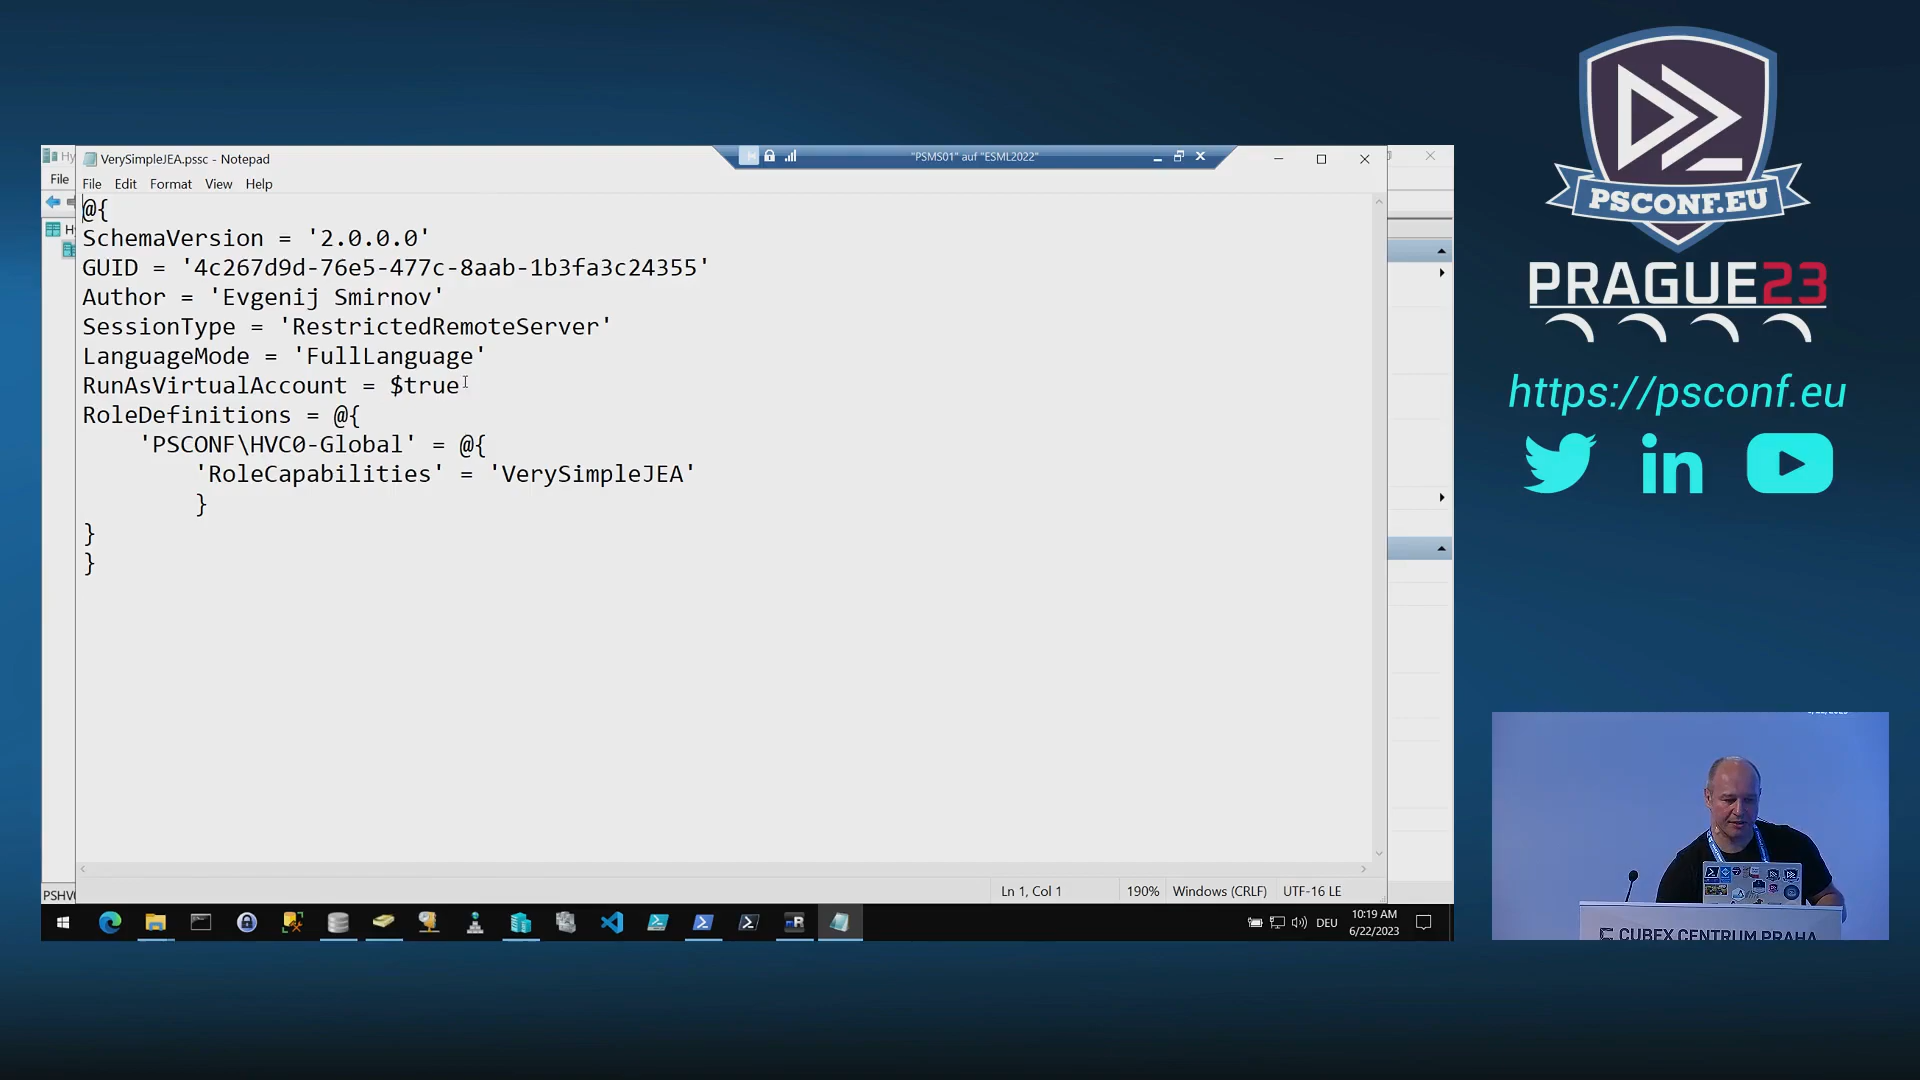 Hy
VerySimpleJEA.pssc - Notepad
"PSMS01" auf "ESML2022"
File
File Edit Format View Help
@{
SchemaVersion = '2.0.0.0'
GUID = '4c267d9d-76e5-477c-8aab-1b3fa3c24355'
Author = 'Evgenij Smirnov'
SessionType = 'RestrictedRemoteServer'
LanguageMode = 'FullLanguage'
RunAsVirtualAccount = $true
RoleDefinitions = @{
'PSCONF\HVC0-Global' = @{
'RoleCapabilities' = 'VerySimpleJEA'
}
}
}
Ln 1, Col 1 190% Windows (CRLF) UTF-16 LE
DEU
10:19 AM
6/22/2023
PSCONF.EU
PRAGUE23
https://psconf.eu
in
CUBEX CENTRUM PRAHA